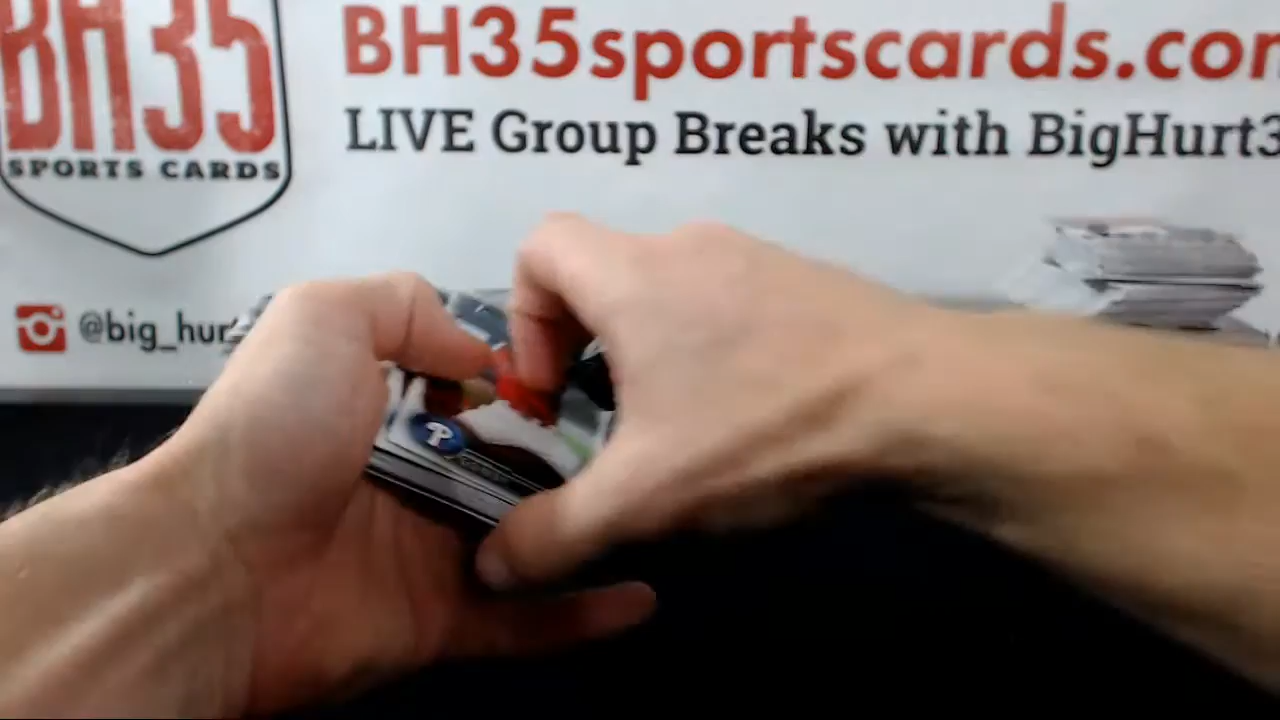 BH35
SPORTS CARDS
BH35sportscards.com
LIVE Group Breaks with BigHurt3
@big_hur
P